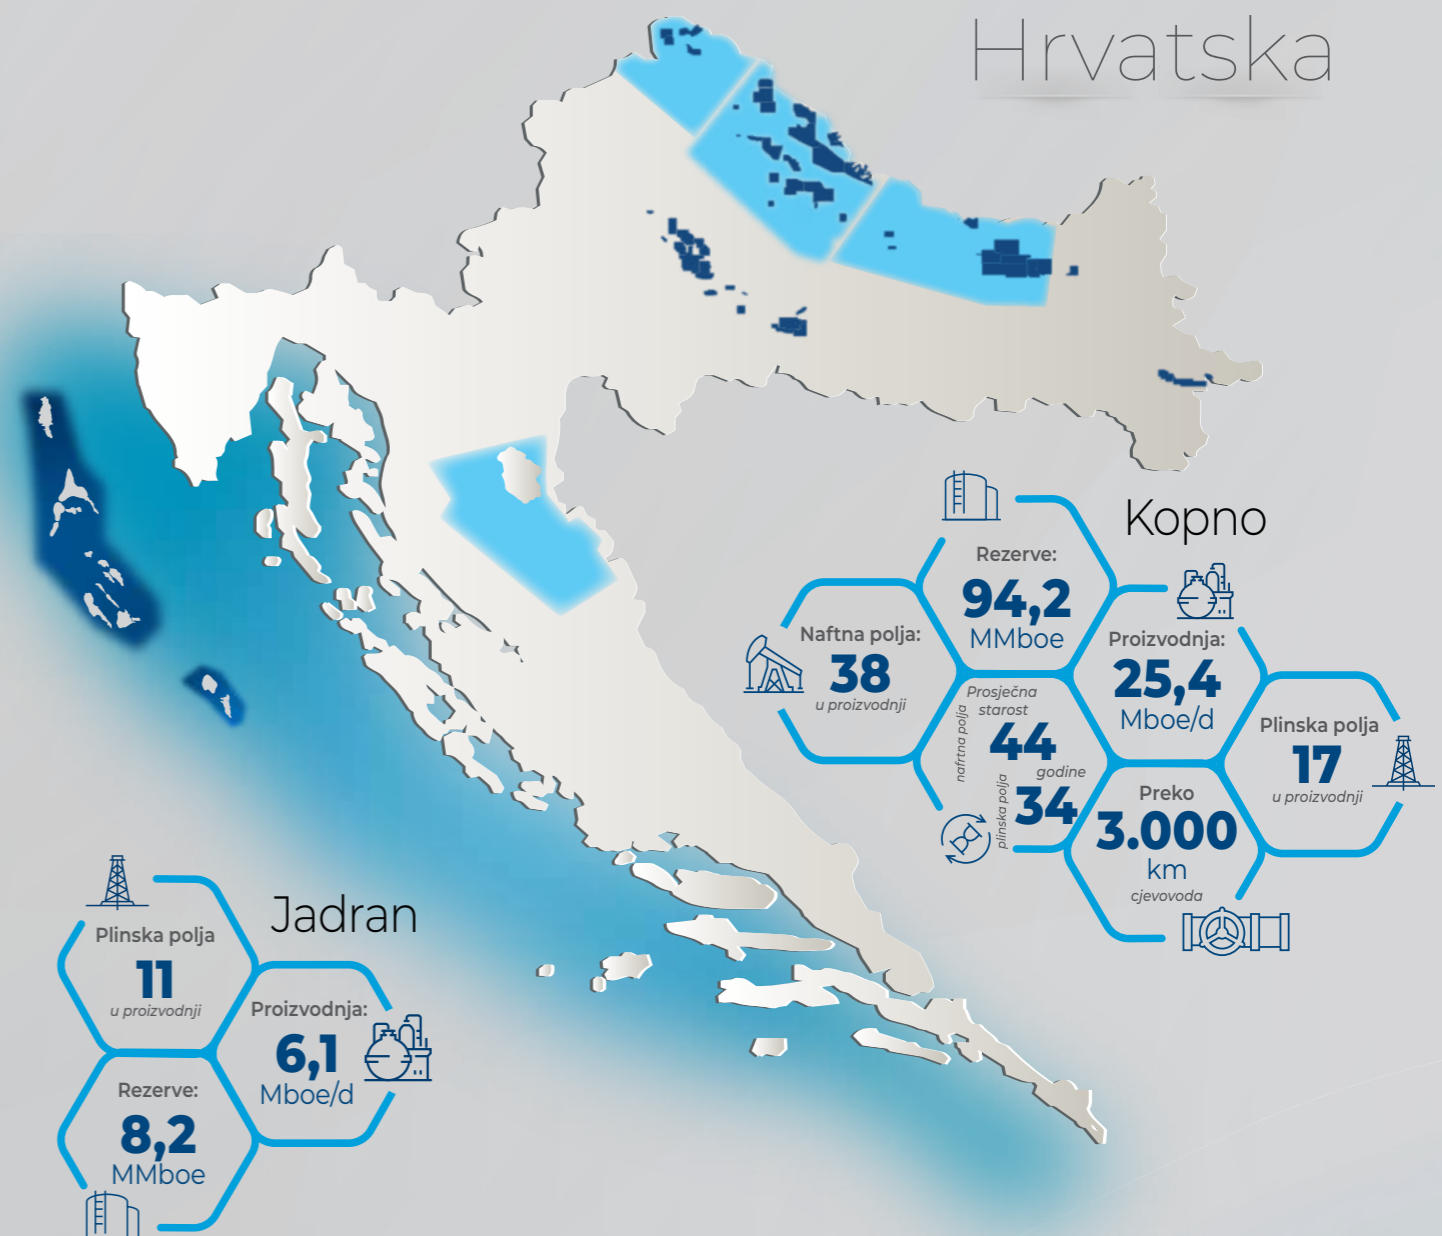 Hrvatska
Kopno
Rezerve:
94,2
MMboe
Naftna polja:
38
u proizvodnji
Proizvodnja:
25,4
Mboe/d
Prosječna
starost
naftna polja
44
godine
plinska polja
34
Plinska polja
17
u proizvodnji
Preko
3.000
km
cjevovoda
Jadran
Plinska polja
11
u proizvodnji
Proizvodnja:
6,1
Mboe/d
Rezerve:
8,2
MMboe